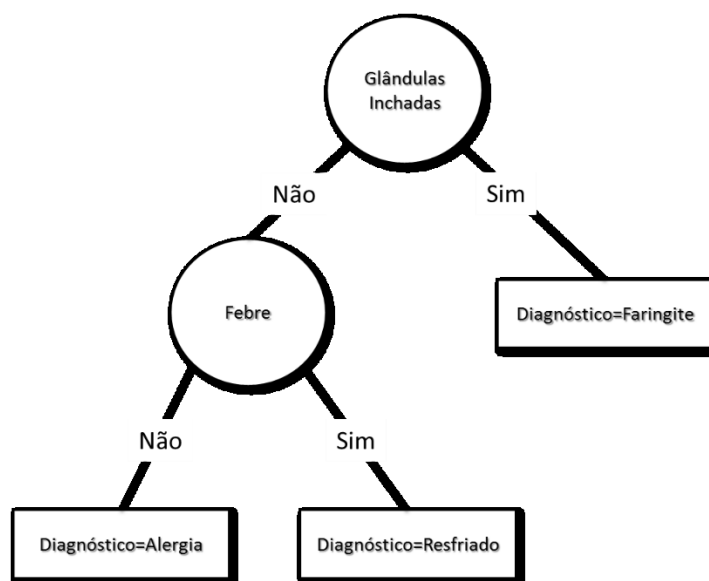 Glândulas
Inchadas
Não
Sim
Febre
Diagnóstico=Faringite
Não
Sim
Diagnóstico=Alergia
Diagnóstico=Resfriado